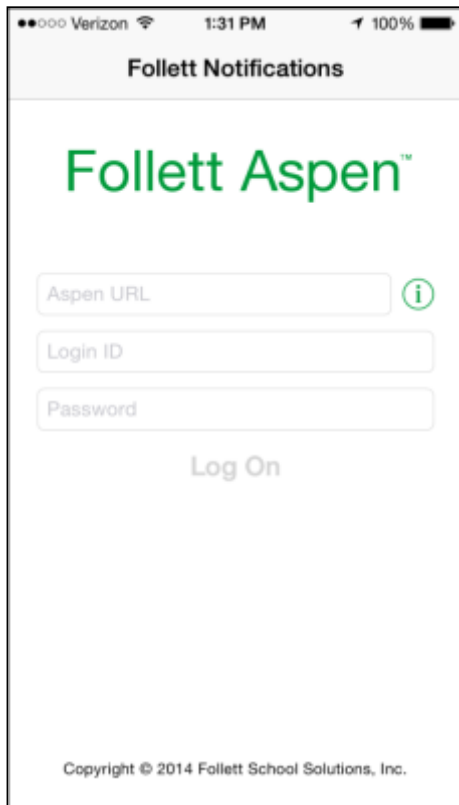 Verizon 1:31 PM 100%
Follett Notifications
Follett Aspen™
Aspen URL i
Login ID
Password
Log On
Copyright © 2014 Follett School Solutions, Inc.